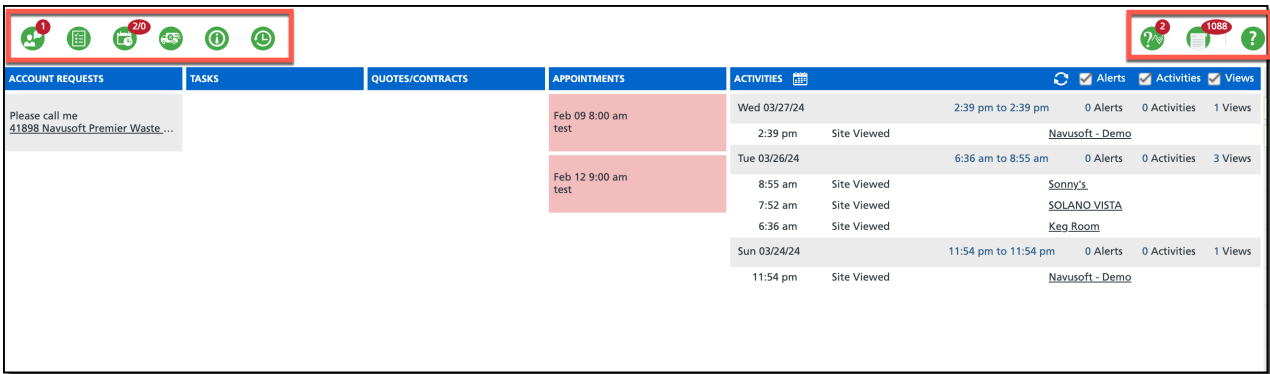 1
2/0
2
1088
?
ACCOUNT REQUESTS TASKS QUOTES/CONTRACTS APPOINTMENTS ACTIVITIES Alerts Activities Views
Please call me
41898 Navusoft Premier Waste ...
Feb 09 8:00 am
test
Feb 12 9:00 am
test
Wed 03/27/24 2:39 pm to 2:39 pm 0 Alerts 0 Activities 1 Views
2:39 pm Site Viewed Navusoft - Demo
Tue 03/26/24 6:36 am to 8:55 am 0 Alerts 0 Activities 3 Views
8:55 am Site Viewed Sonny's
7:52 am Site Viewed SOLANO VISTA
6:36 am Site Viewed Keg Room
Sun 03/24/24 11:54 pm to 11:54 pm 0 Alerts 0 Activities 1 Views
11:54 pm Site Viewed Navusoft - Demo